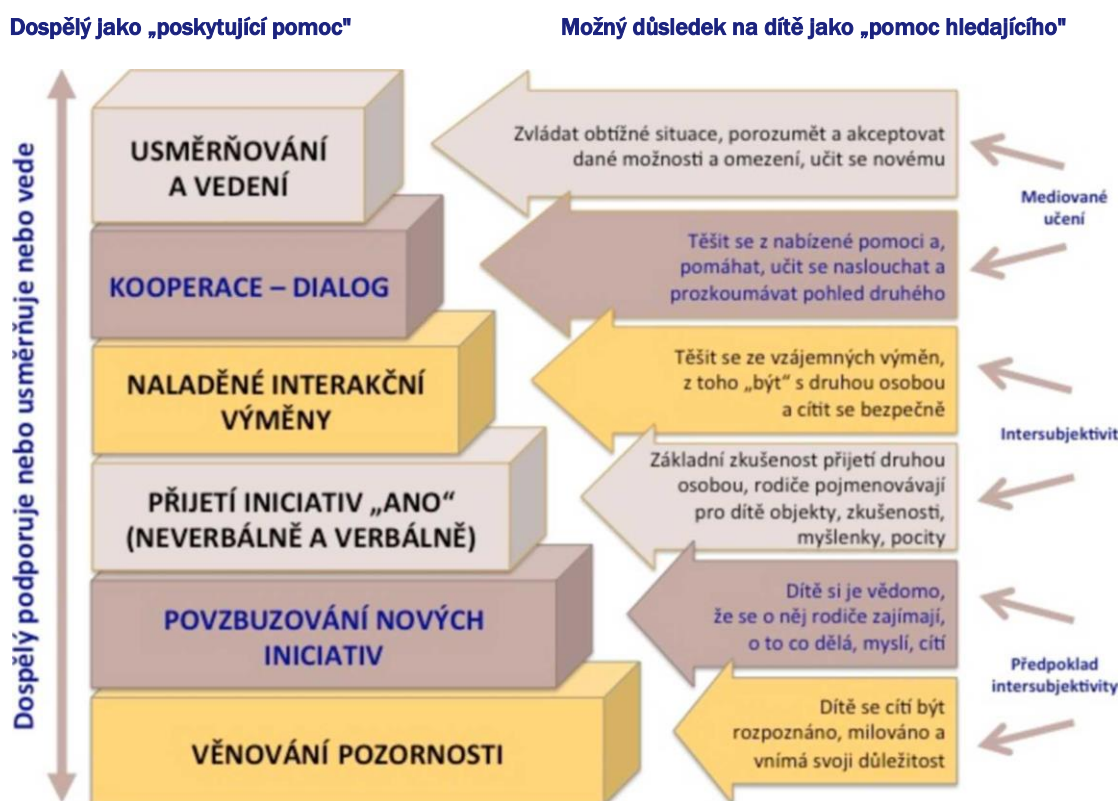 Dospělý jako „poskytující pomoc"
Možný důsledek na dítě jako „pomoc hledajícího"
Dospělý podporuje nebo usměrňuje nebo vede
USMĚRŇOVÁNÍ
A VEDENÍ
Zvládat obtížné situace, porozumět a akceptovat
dané možnosti a omezení, učit se novému
Mediované
učení
KOOPERACE – DIALOG
Těšit se z nabízené pomoci a,
pomáhat, učit se naslouchat a
prozkoumávat pohled druhého
NALADĚNÉ INTERAKČNÍ
VÝMĚNY
Těšit se ze vzájemných výměn,
z toho „být“ s druhou osobou
a cítit se bezpečně
Intersubjektivit
PŘIJETÍ INICIATIV „ANO“
(NEVERBÁLNĚ A VERBÁLNĚ)
Základní zkušenost přijetí druhou
osobou, rodiče pojmenovávají
pro dítě objekty, zkušenosti,
myšlenky, pocity
POVZBUZOVÁNÍ NOVÝCH
INICIATIV
Dítě si je vědomo,
že se o něj rodiče zajímají,
o to co dělá, myslí, cítí
Předpoklad
intersubjektivity
VĚNOVÁNÍ POZORNOSTI
Dítě se cítí být
rozpoznáno, milováno a
vnímá svoji důležitost